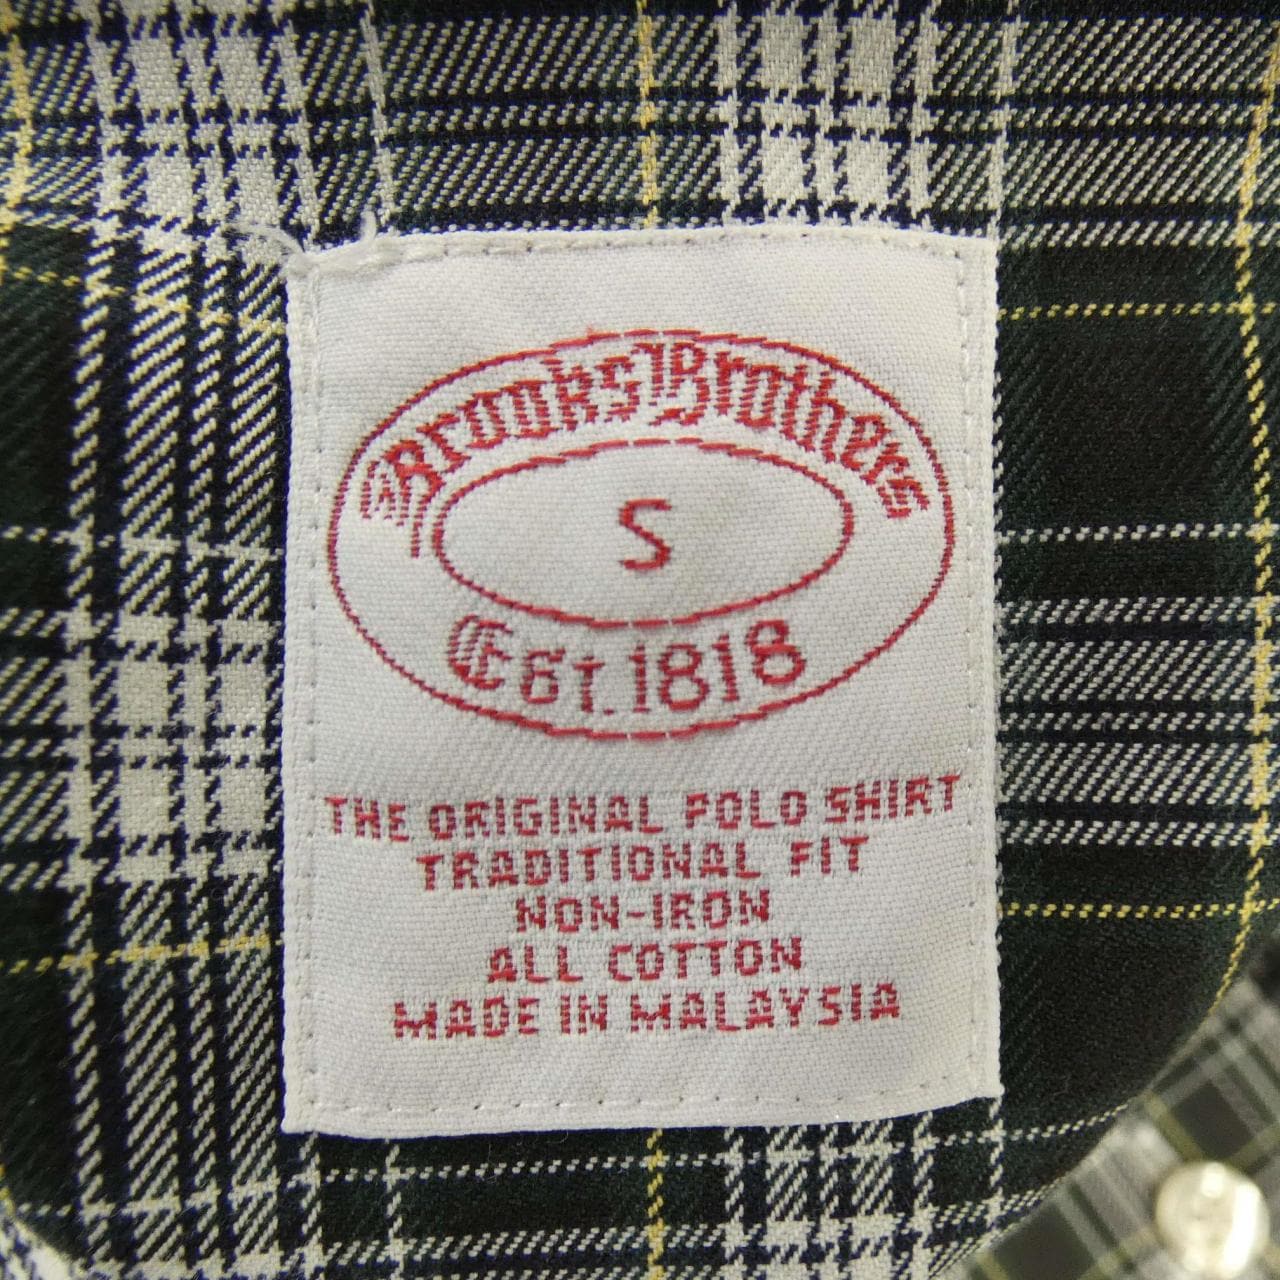 Brooks Brothers
S
Est. 1818
THE ORIGINAL POLO SHIRT
TRADITIONAL FIT
NON-IRON
ALL COTTON
MADE IN MALAYSIA